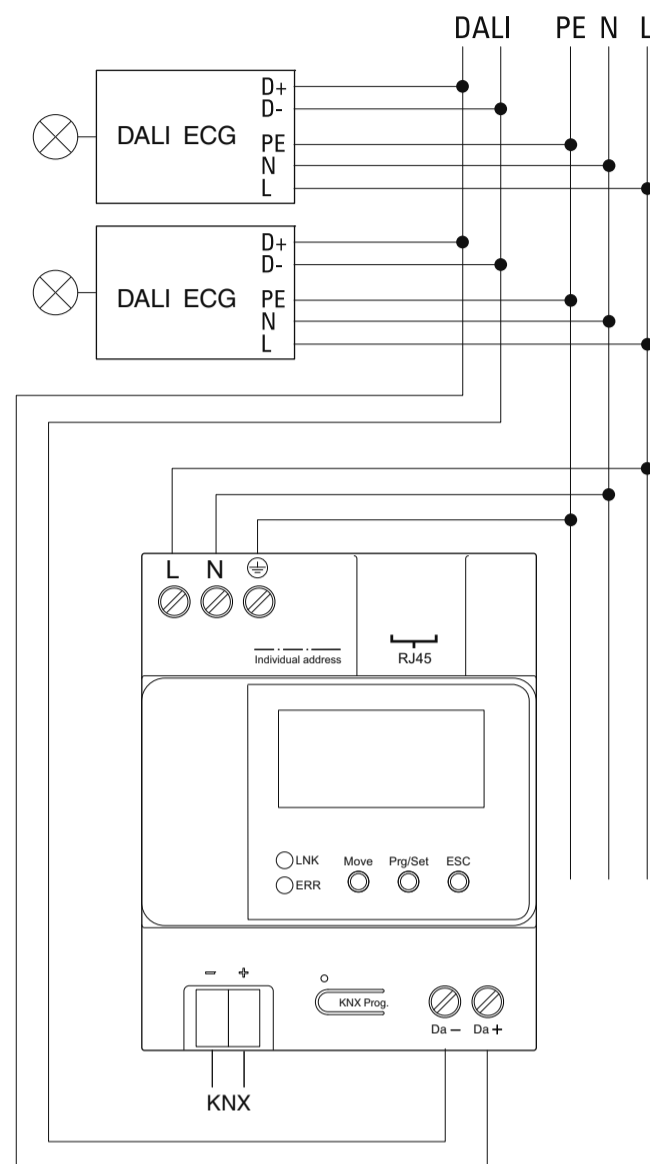 DALI PE N L
D+
D-
DALI ECG
PE
N
L
D+
D-
DALI ECG
PE
N
L
L N
Individual address
RJ45
LNK Move Prg/Set ESC
ERR
- +
KNX Prog.
Da - Da +
KNX